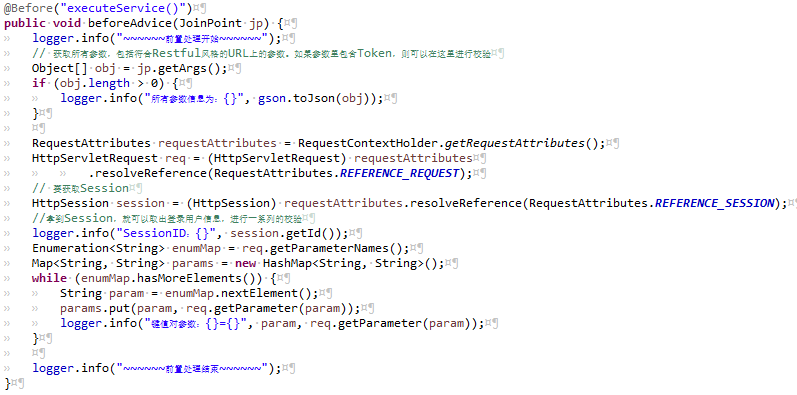 @Before("executeService()")
public void beforeAdvice(JoinPoint jp) {
logger.info("~~~~~~前置处理开始~~~~~~");
// 获取所有参数，包括符合Restful风格的URL上的参数。如果参数里包含Token，则可以在这里进行校验
Object[] obj = jp.getArgs();
if (obj.length > 0) {
logger.info("所有参数信息为：{}", gson.toJson(obj));
}
RequestAttributes requestAttributes = RequestContextHolder.getRequestAttributes();
HttpServletRequest req = (HttpServletRequest) requestAttributes
.resolveReference(RequestAttributes.REFERENCE_REQUEST);
// 要获取Session
HttpSession session = (HttpSession) requestAttributes.resolveReference(RequestAttributes.REFERENCE_SESSION);
//拿到Session，就可以取出登录用户信息，进行一系列的校验
logger.info("SessionID：{}", session.getId());
Enumeration<String> enumMap = req.getParameterNames();
Map<String, String> params = new HashMap<String, String>();
while (enumMap.hasMoreElements()) {
String param = enumMap.nextElement();
params.put(param, req.getParameter(param));
logger.info("键值对参数：{}={}", param, req.getParameter(param));
}
logger.info("~~~~~~前置处理结束~~~~~~");
}